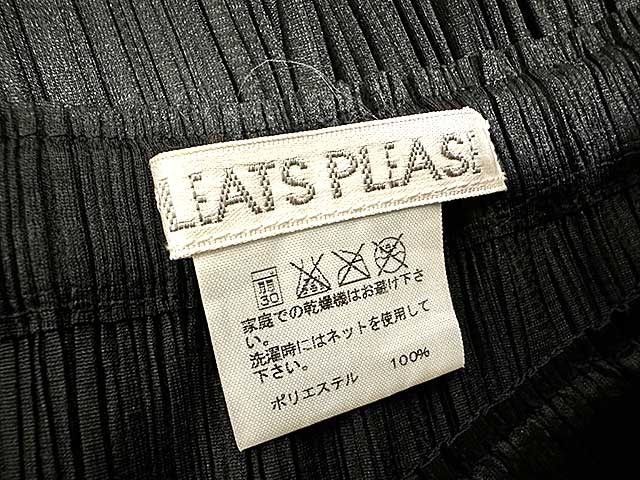 LEATS PLEAS
弱
30
家庭での乾燥機はお避け下さ
い。
洗濯時にはネットを使用して
下さい。
ポリエステル 100%